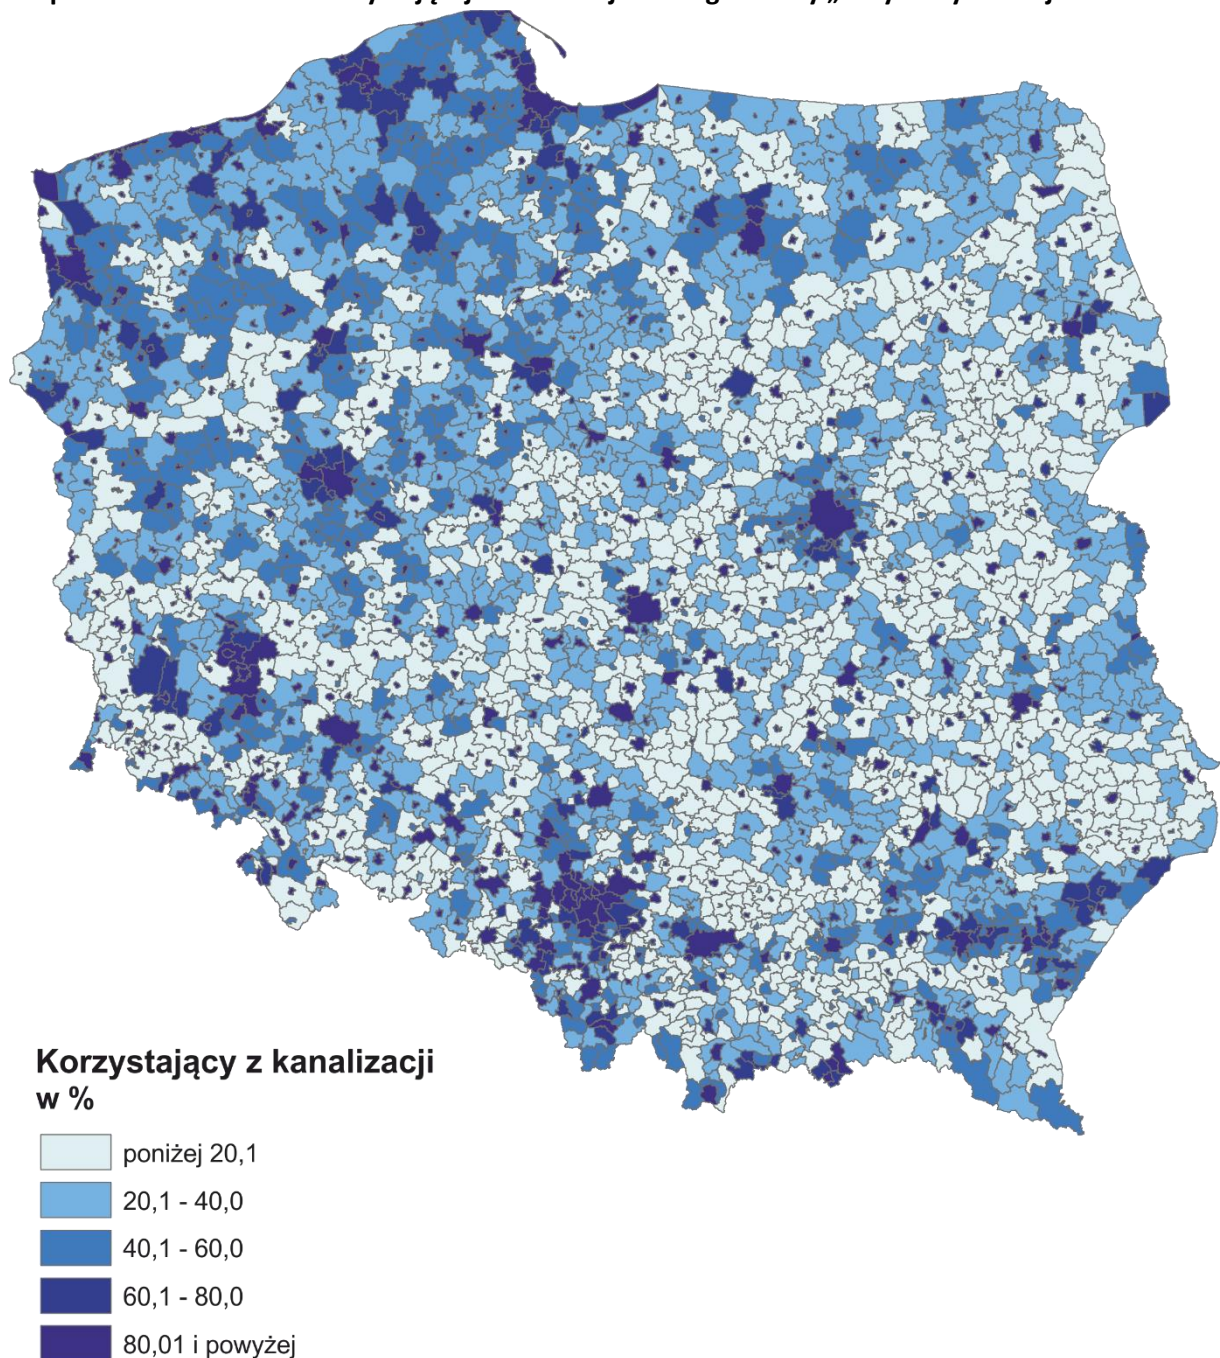 Korzystający z kanalizacji
w %
poniżej 20,1
20,1 - 40,0
40,1 - 60,0
60,1 - 80,0
80,01 i powyżej